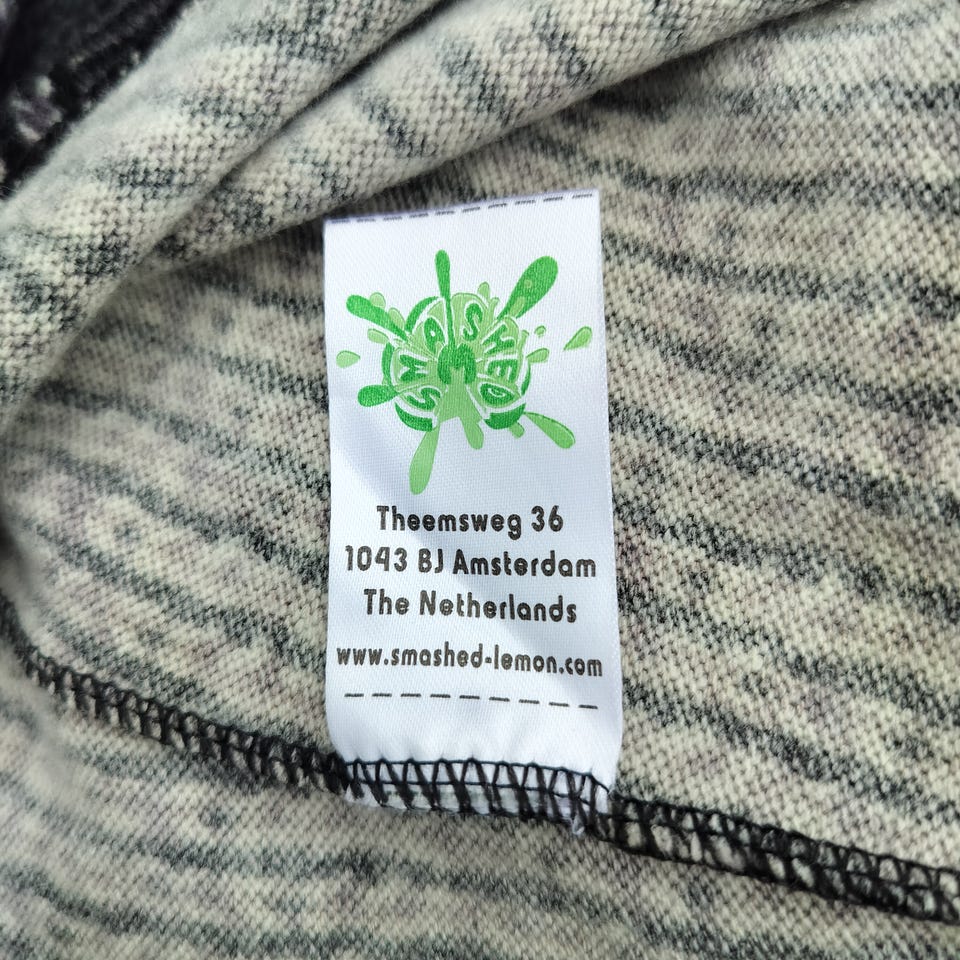 SMASHED
Theemsweg 36
1043 BJ Amsterdam
The Netherlands
www.smashed-lemon.com